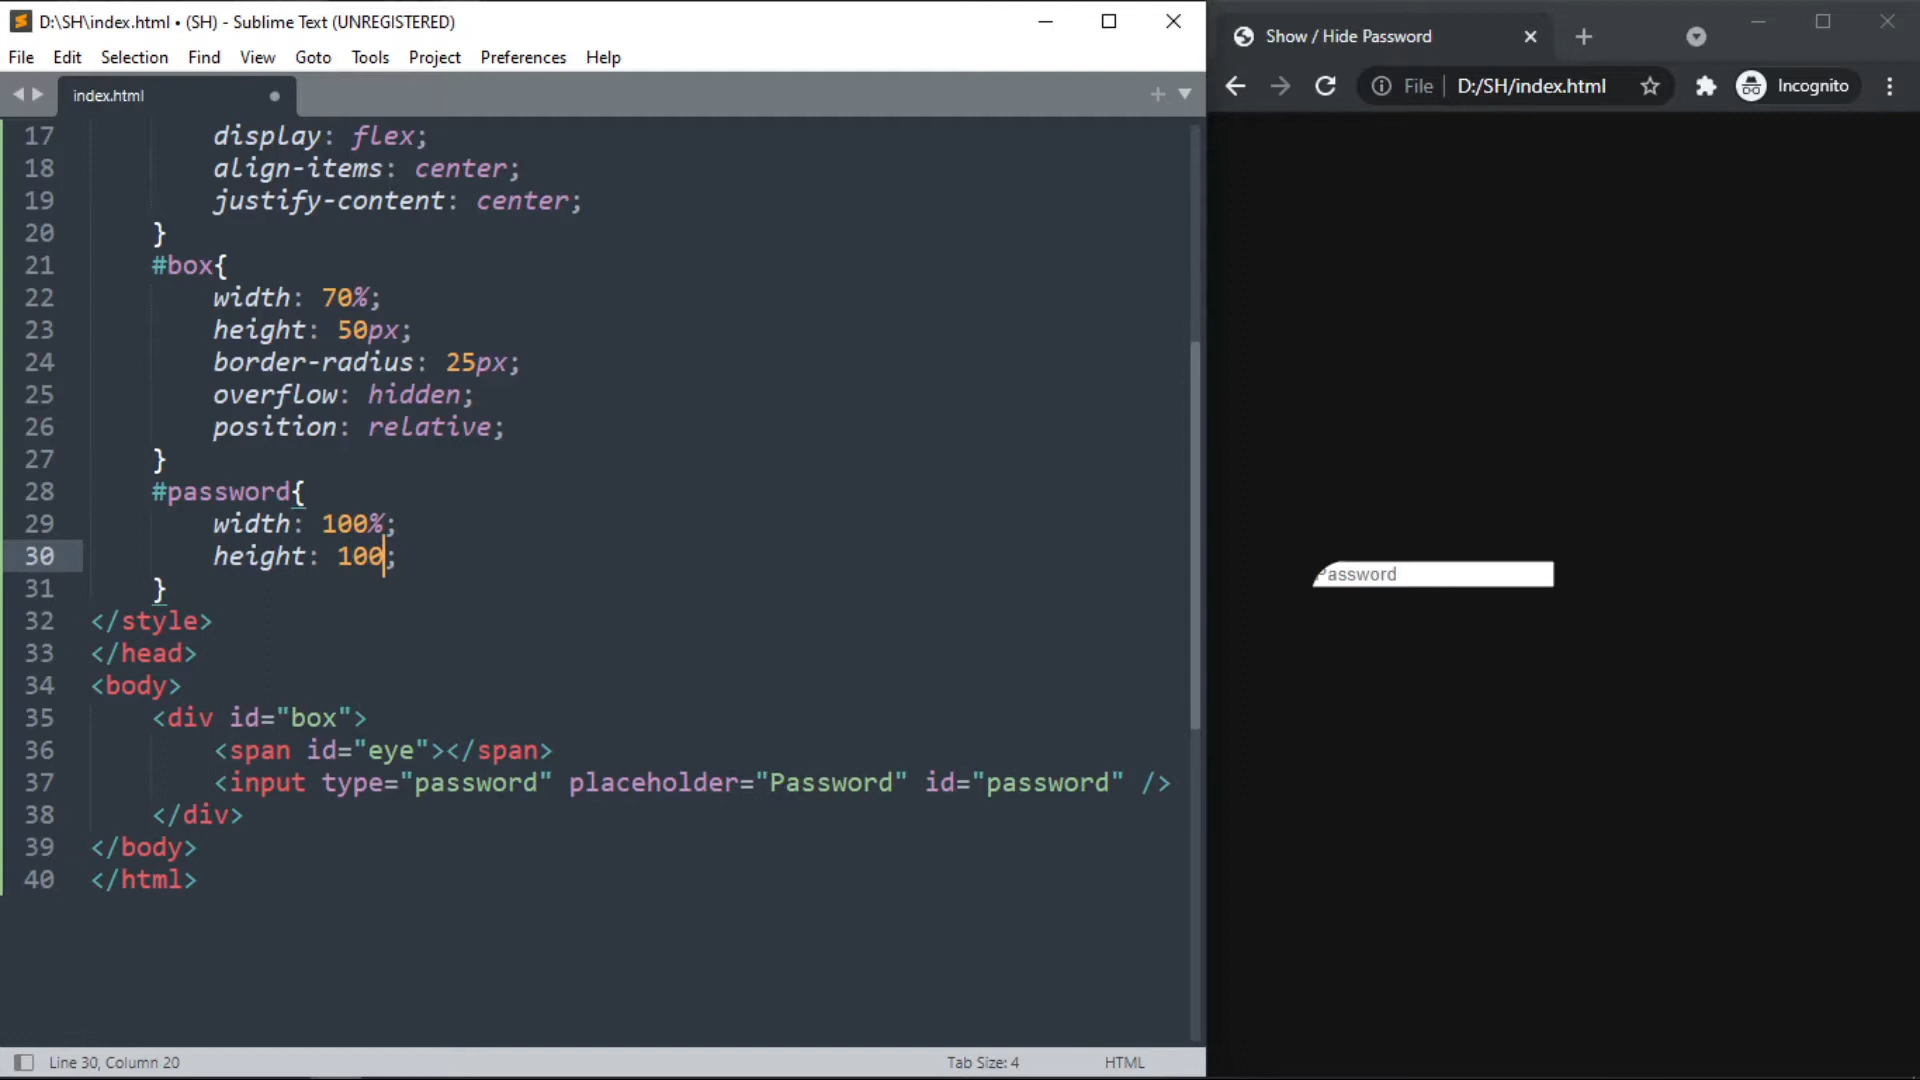 D:\SH\index.html • (SH) - Sublime Text (UNREGISTERED)
File Edit Selection Find View Goto Tools Project Preferences Help
index.html
17 display: flex;
18 align-items: center;
19 justify-content: center;
20 }
21 #box{
22 width: 70%;
23 height: 50px;
24 border-radius: 25px;
25 overflow: hidden;
26 position: relative;
27 }
28 #password{
29 width: 100%;
30 height: 100;
31 }
32 </style>
33 </head>
34 <body>
35 <div id="box">
36 <span id="eye"></span>
37 <input type="password" placeholder="Password" id="password" />
38 </div>
39 </body>
40 </html>
Line 30, Column 20 Tab Size: 4 HTML
Show / Hide Password
File D:/SH/index.html Incognito
Password